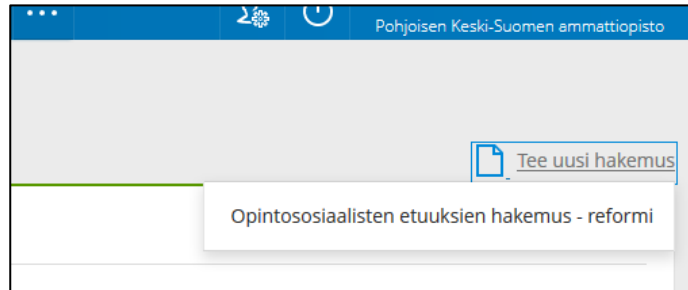 Pohjoisen Keski-Suomen ammattiopisto
Tee uusi hakemus
Opintososiaalisten etuuksien hakemus - reformi